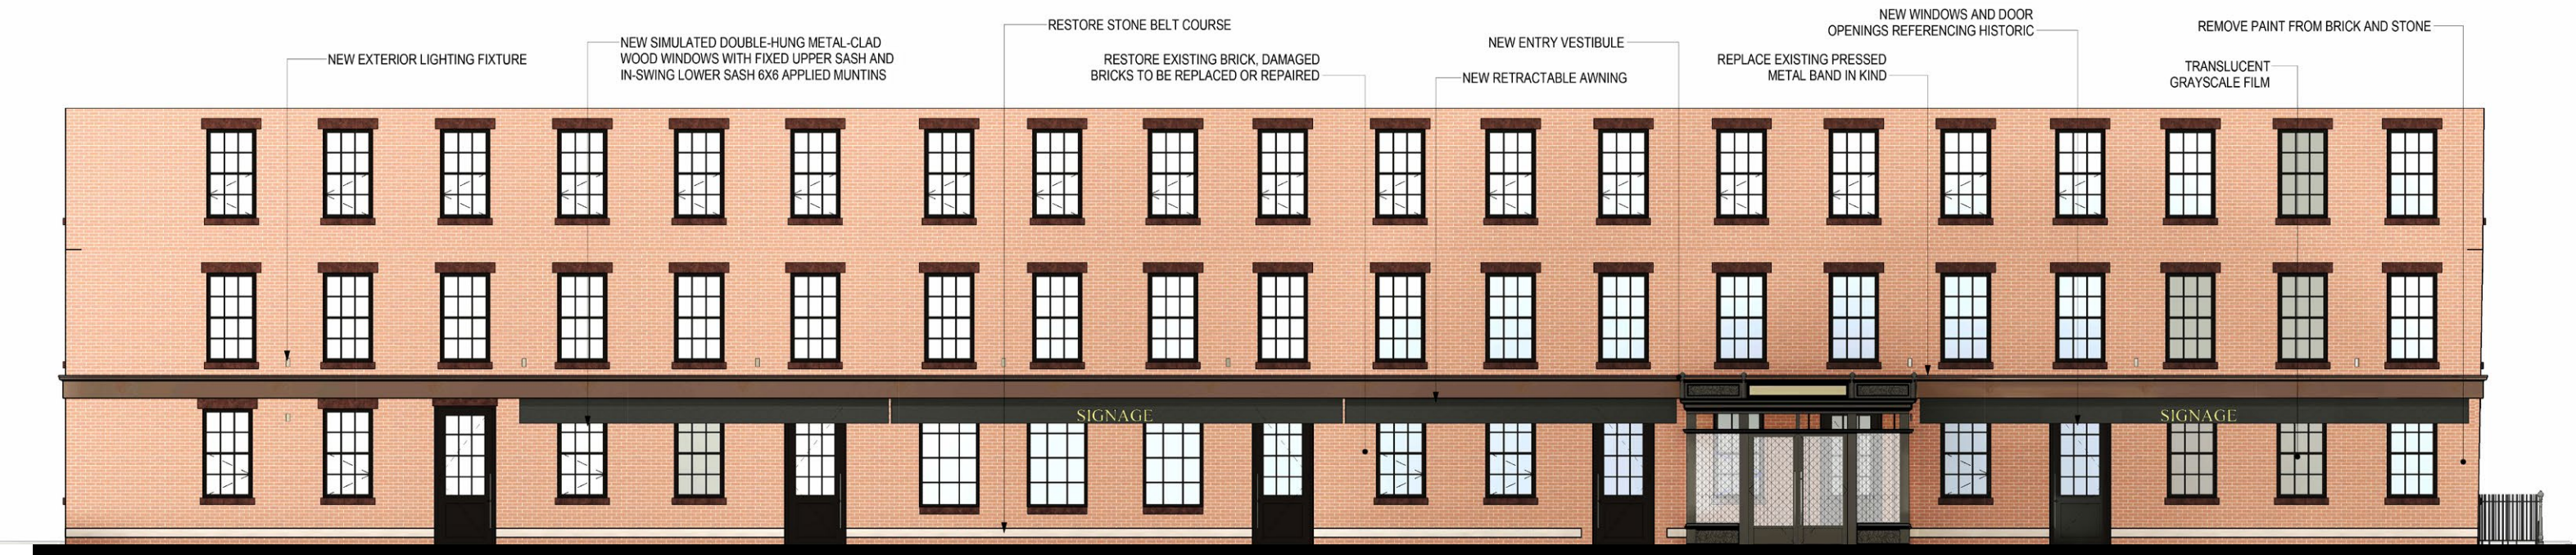 NEW EXTERIOR LIGHTING FIXTURE
NEW SIMULATED DOUBLE-HUNG METAL-CLAD
WOOD WINDOWS WITH FIXED UPPER SASH AND
IN-SWING LOWER SASH 6X6 APPLIED MUNTINS
RESTORE STONE BELT COURSE
RESTORE EXISTING BRICK, DAMAGED
BRICKS TO BE REPLACED OR REPAIRED
NEW ENTRY VESTIBULE
NEW RETRACTABLE AWNING
REPLACE EXISTING PRESSED
METAL BAND IN KIND
NEW WINDOWS AND DOOR
OPENINGS REFERENCING HISTORIC
REMOVE PAINT FROM BRICK AND STONE
TRANSLUCENT
GRAYSCALE FILM
SIGNAGE
SIGNAGE